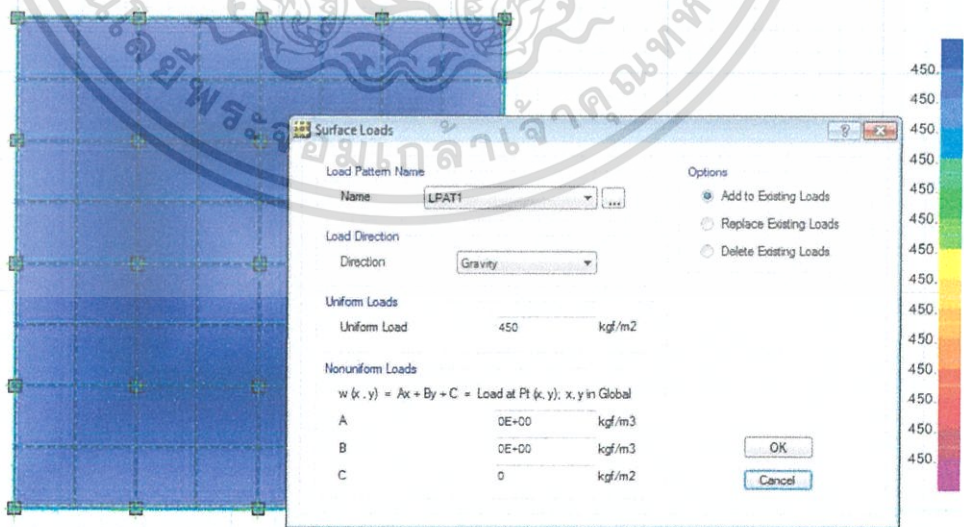 Surface Loads
Load Pattern Name
Name LPAT1 ...
Load Direction
Direction Gravity
Uniform Loads
Uniform Load 450 kgf/m2
Nonuniform Loads
w (x , y) = Ax + By + C = Load at Pt (x, y); x, y in Global
A 0E+00 kgf/m3
B 0E+00 kgf/m3
C 0 kgf/m2
Options
Add to Existing Loads
Replace Existing Loads
Delete Existing Loads
OK
Cancel
450.
450.
450.
450.
450.
450.
450.
450.
450.
450.
450.
450.
450.
450.